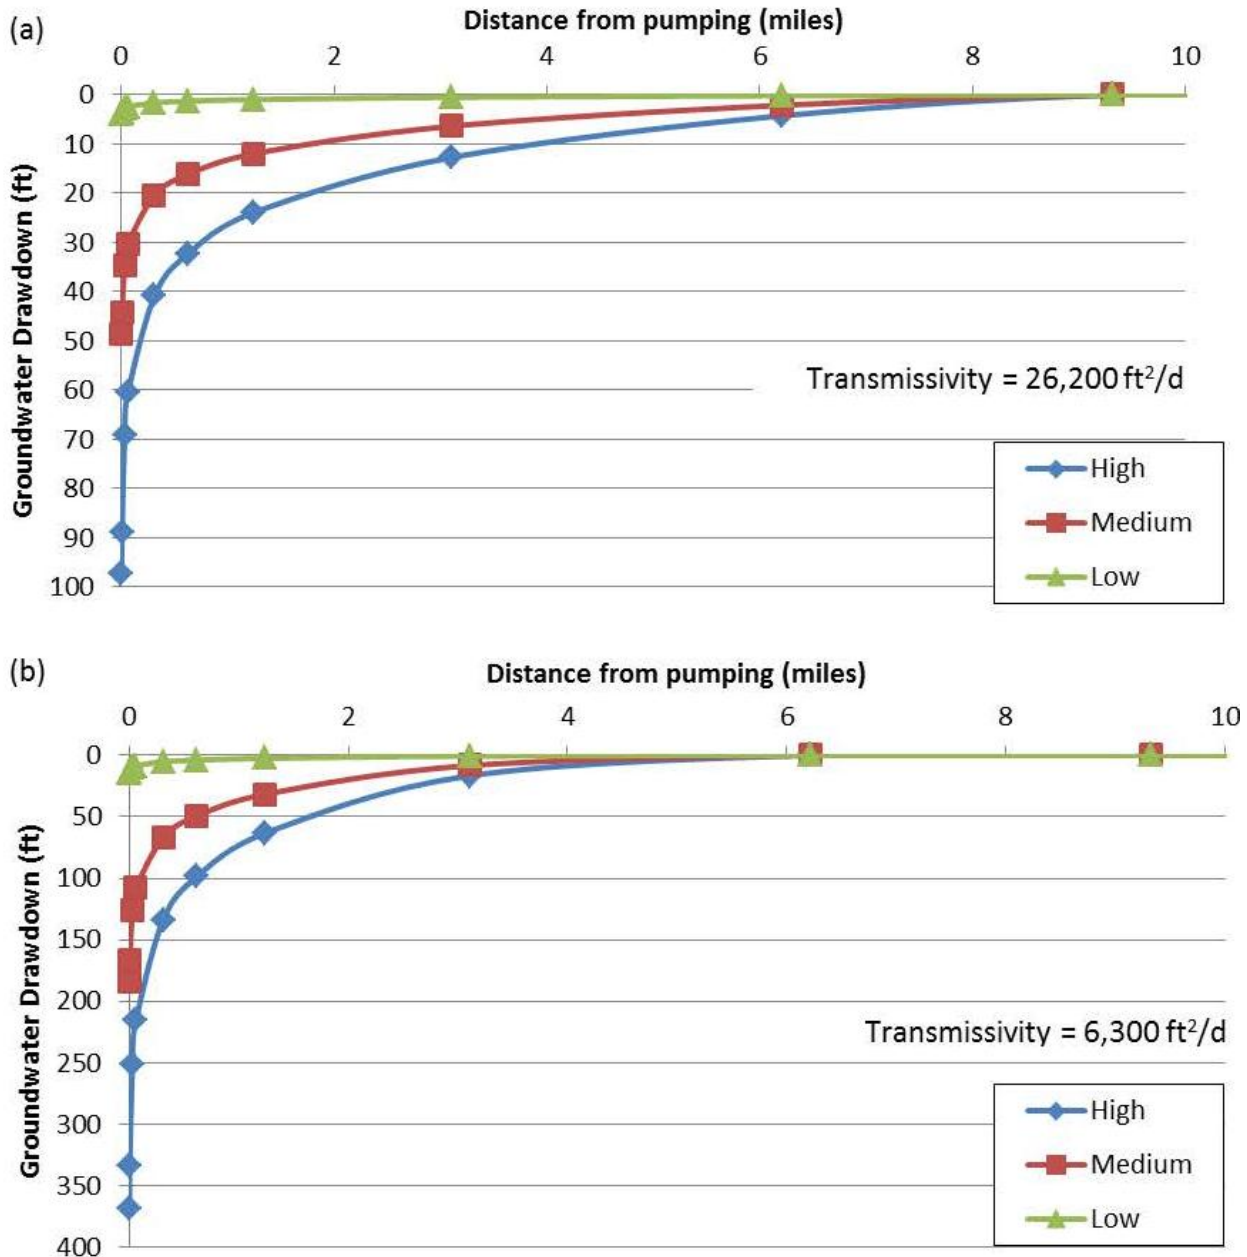 (a)
Distance from pumping (miles)
0 2 4 6 8 10
0
10
20
30
40
50
60
70
80
90
100
Groundwater Drawdown (ft)
Transmissivity = 26,200 ft²/d
High
Medium
Low
(b)
Distance from pumping (miles)
0 2 4 6 8 10
0
50
100
150
200
250
300
350
400
Groundwater Drawdown (ft)
Transmissivity = 6,300 ft²/d
High
Medium
Low